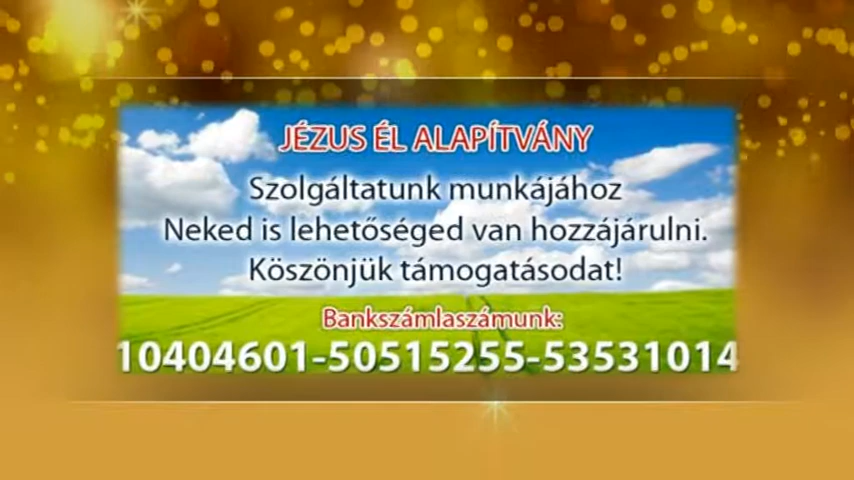 JÉZUS ÉL ALAPÍTVÁNY
Szolgáltatunk munkájához
Neked is lehetőséged van hozzájárulni.
Köszönjük támogatásodat!
Bankszámlaszámunk:
10404601-50515255-53531014